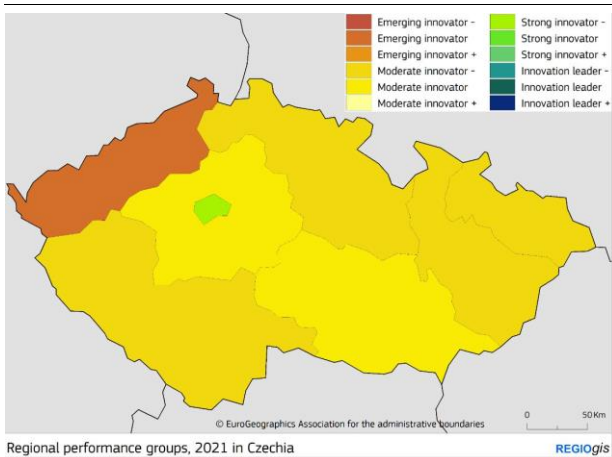 Emerging innovator –
Emerging innovator
Emerging innovator +
Moderate innovator –
Moderate innovator
Moderate innovator +
Strong innovator –
Strong innovator
Strong innovator +
Innovation leader –
Innovation leader
Innovation leader +
© EuroGeographics Association for the administrative boundaries
0 50 Km
Regional performance groups, 2021 in Czechia
REGIOgis